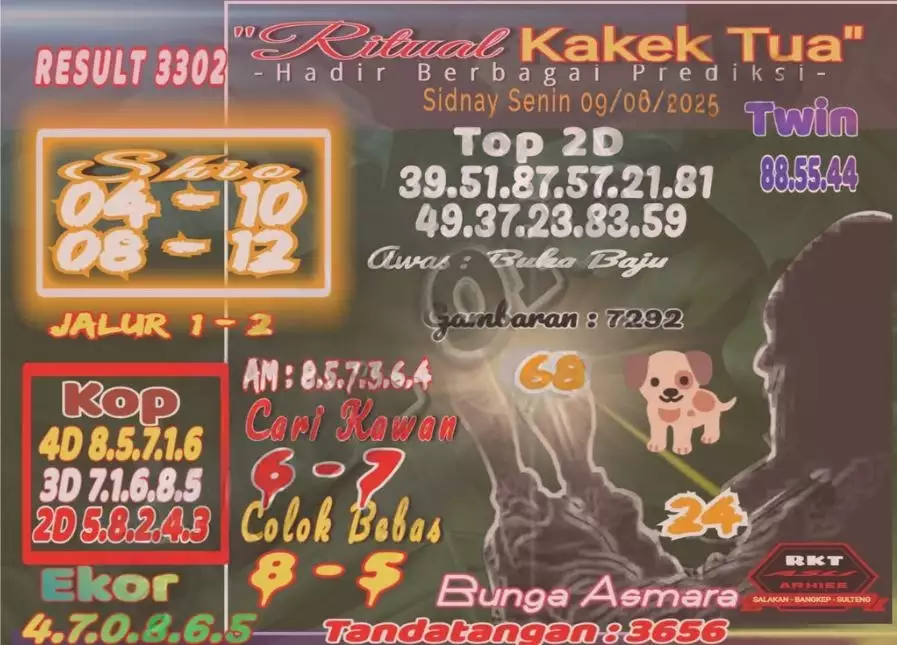 RESULT 3302
"Ritual Kakek Tua"
-Hadir Berbagai Prediksi-
Sidnay Senin 09/06/2025
Twin
88.55.44
Shio
04 - 10
08 - 12
JALUR 1 - 2
Top 2D
39.51.87.57.21.81
49.37.23.83.59
Awas : Buka Baju
Gambaran : 7292
68
24
Kop
4D 8.5.7.1.6
3D 7.1.6.8.5
2D 5.8.2.4.3
Ekor
4.7.0.8.6.5
AM : 8.5.7.3.6.4
Cari Kawan
6 - 7
Colok Bebas
8 - 5
Bunga Asmara
Tandatangan : 3656
RKT
ARHIEE
SALAKAN - BANGKEP - SULTENG